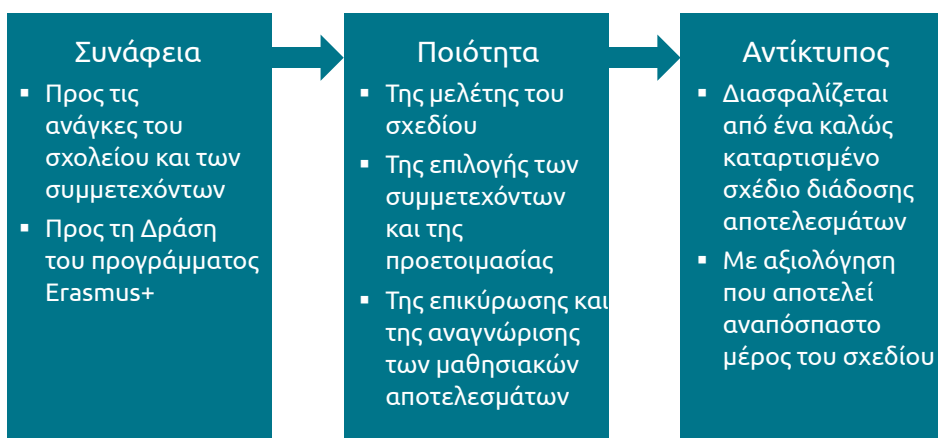 Συνάφεια
▪ Προς τις
ανάγκες του
σχολείου και των
συμμετεχόντων
▪ Προς τη Δράση
του προγράμματος
Erasmus+
Ποιότητα
▪ Της μελέτης του
σχεδίου
▪ Της επιλογής των
συμμετεχόντων
και της
προετοιμασίας
▪ Της επικύρωσης και
της αναγνώρισης
των μαθησιακών
αποτελεσμάτων
Αντίκτυπος
▪ Διασφαλίζεται
από ένα καλώς
καταρτισμένο
σχέδιο διάδοσης
αποτελεσμάτων
▪ Με αξιολόγηση
που αποτελεί
αναπόσπαστο
μέρος του σχεδίου